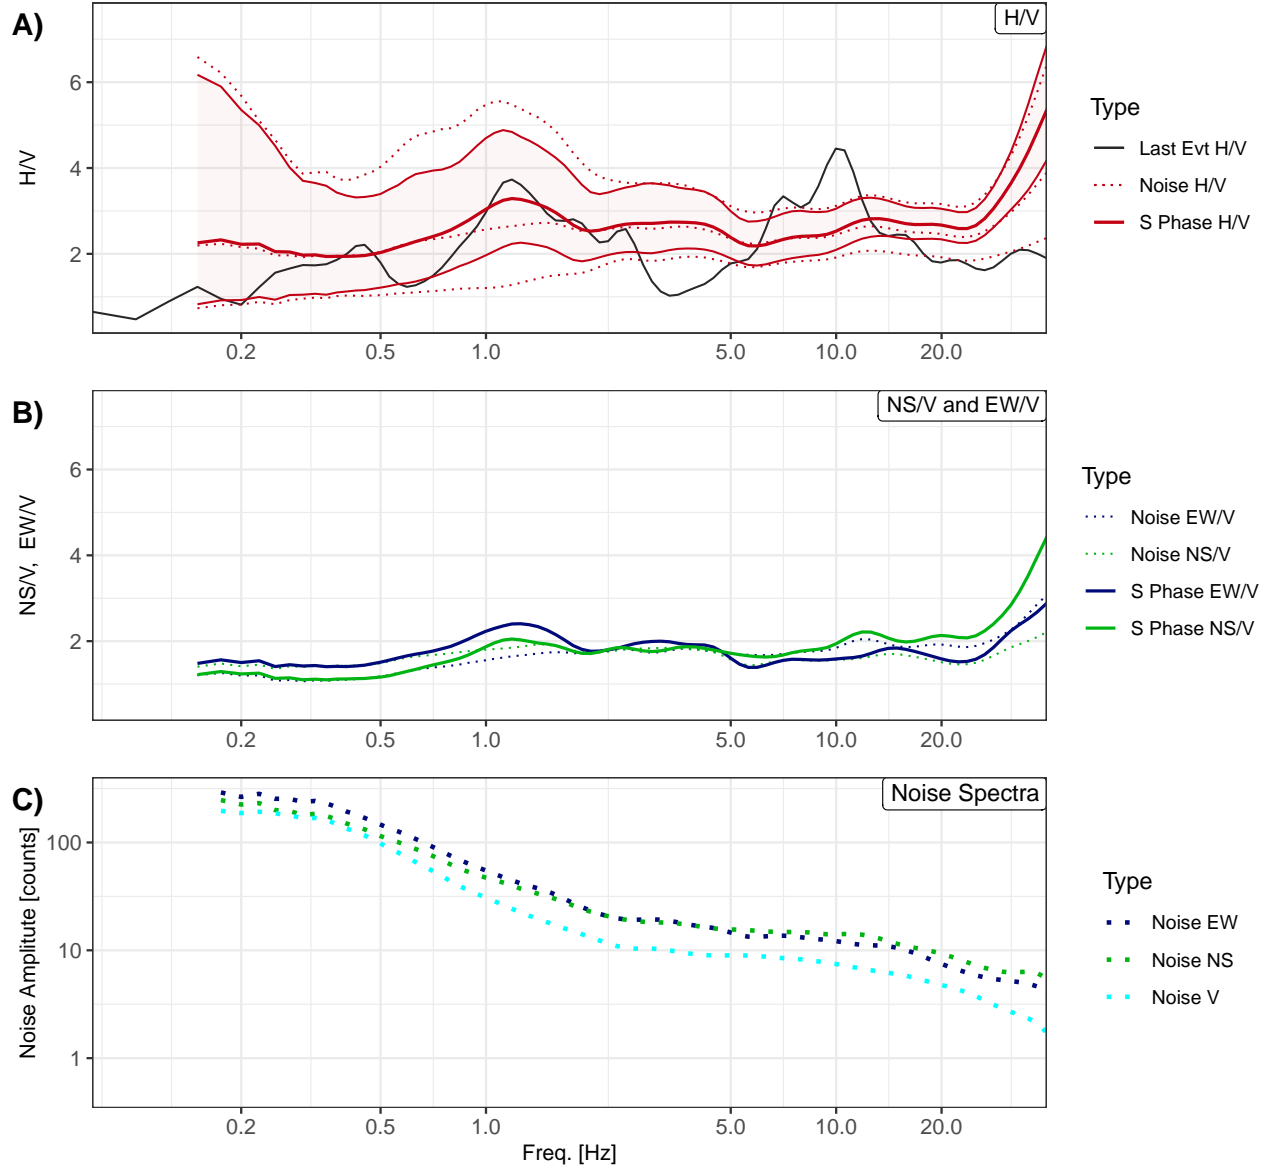 A)
H/V
6
4
2
H/V
0.2 0.5 1.0 5.0 10.0 20.0
Type
Last Evt H/V
Noise H/V
S Phase H/V
B)
NS/V and EW/V
6
4
2
NS/V,  EW/V
0.2 0.5 1.0 5.0 10.0 20.0
Type
Noise EW/V
Noise NS/V
S Phase EW/V
S Phase NS/V
C)
Noise Spectra
100
10
1
Noise Amplitute [counts]
0.2 0.5 1.0 5.0 10.0 20.0
Freq. [Hz]
Type
Noise EW
Noise NS
Noise V